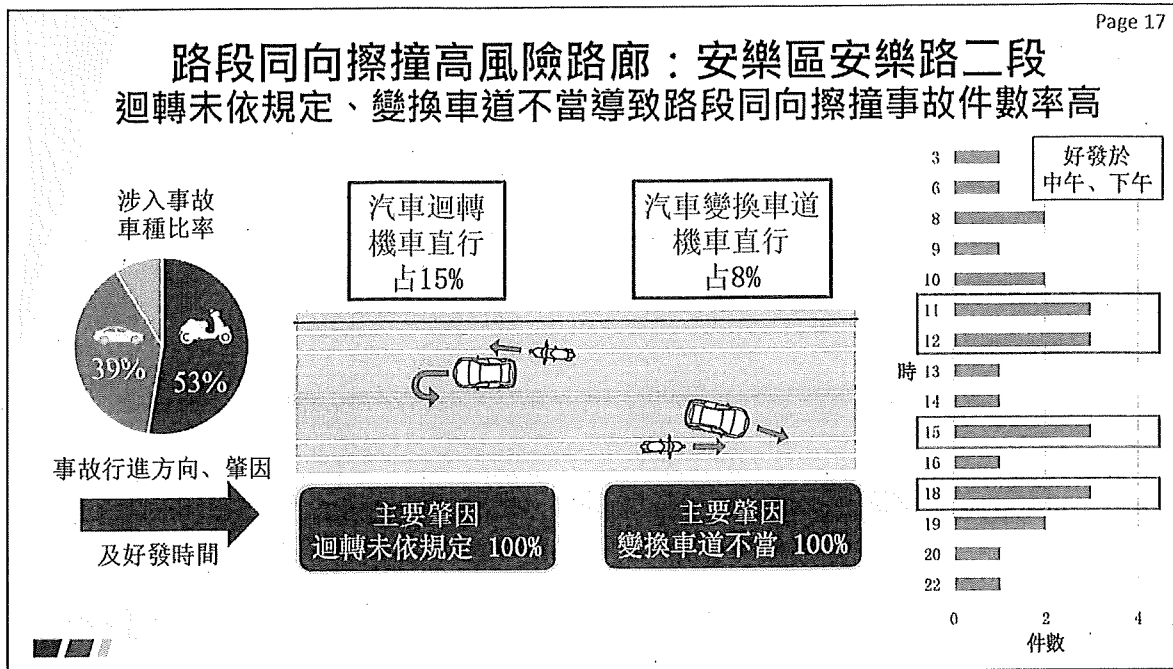 Page 17
路段同向擦撞高風險路廊：安樂區安樂路二段
迴轉未依規定、變換車道不當導致路段同向擦撞事故件數率高
涉入事故
車種比率
39%
53%
事故行進方向、肇因
及好發時間
汽車迴轉
機車直行
占15%
汽車變換車道
機車直行
占8%
主要肇因
迴轉未依規定 100%
主要肇因
變換車道不當 100%
好發於
中午、下午
3
6
8
9
10
11
12
時 13
14
15
16
18
19
20
22
0 2 4
件數